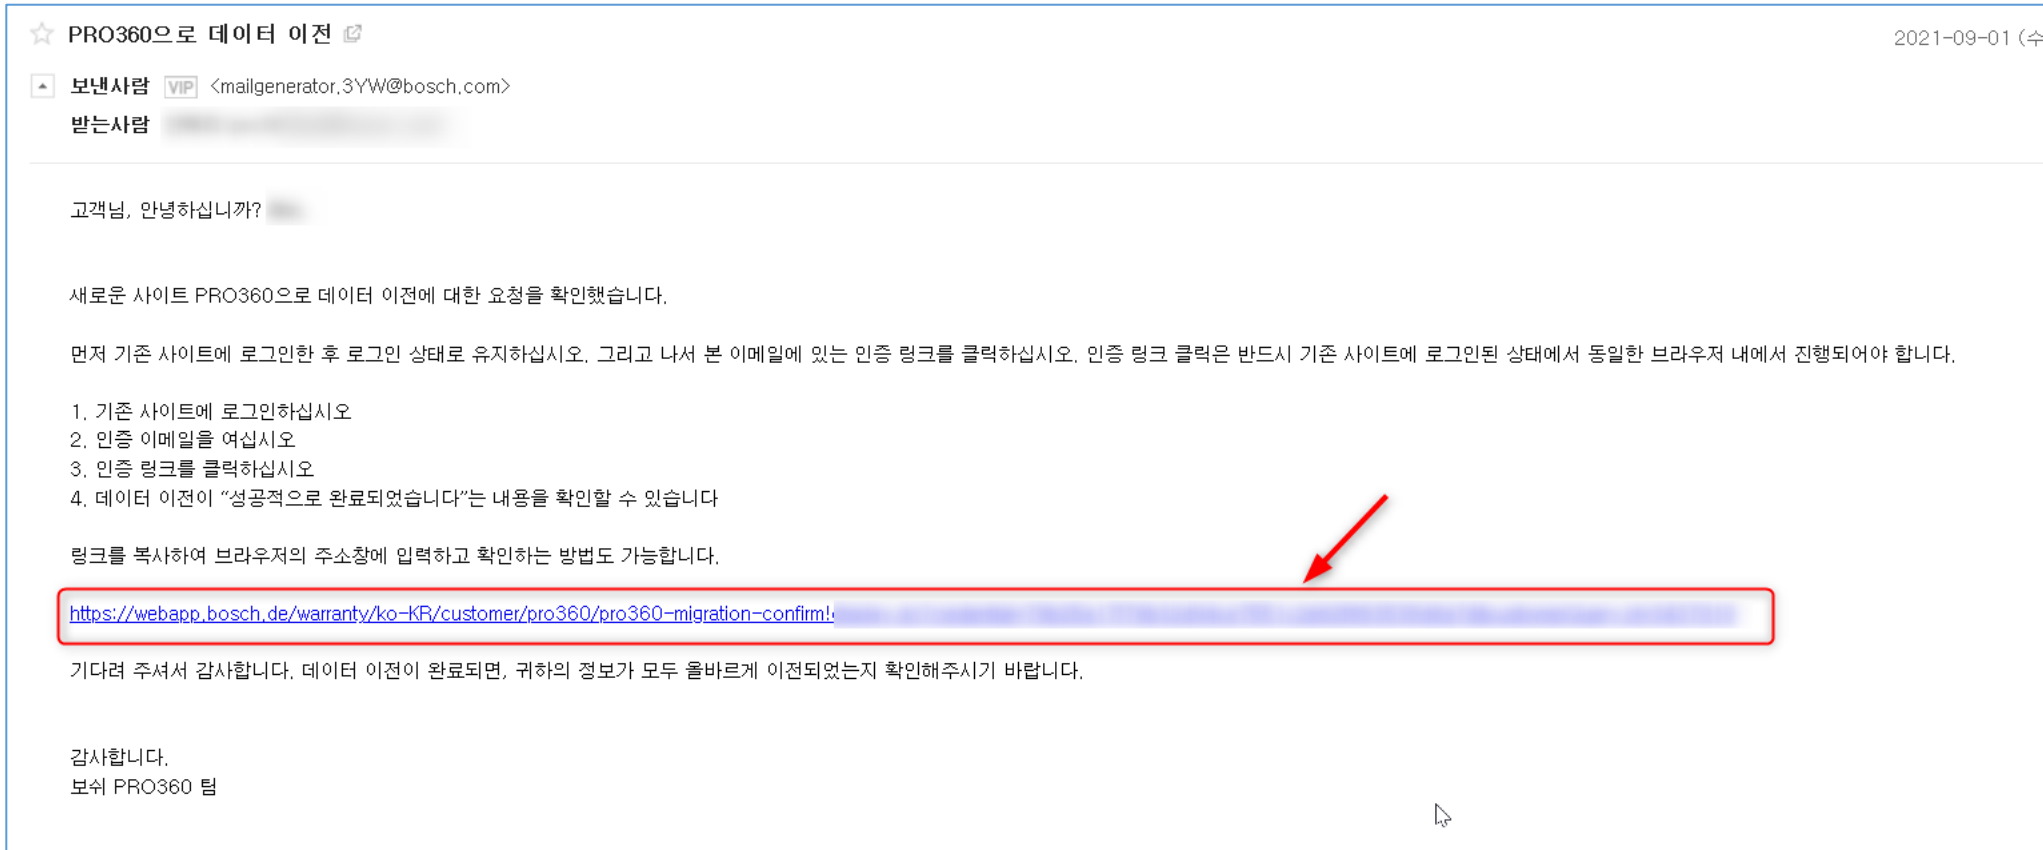 PRO360으로 데이터 이전
2021-09-01 (수
보낸사람 VIP <mailgenerator.3YW@bosch.com>
받는사람
고객님, 안녕하십니까?
새로운 사이트 PRO360으로 데이터 이전에 대한 요청을 확인했습니다.
먼저 기존 사이트에 로그인한 후 로그인 상태로 유지하십시오. 그리고 나서 본 이메일에 있는 인증 링크를 클릭하십시오. 인증 링크 클릭은 반드시 기존 사이트에 로그인된 상태에서 동일한 브라우저 내에서 진행되어야 합니다.
1. 기존 사이트에 로그인하십시오
2. 인증 이메일을 여십시오
3. 인증 링크를 클릭하십시오
4. 데이터 이전이 “성공적으로 완료되었습니다”는 내용을 확인할 수 있습니다
링크를 복사하여 브라우저의 주소창에 입력하고 확인하는 방법도 가능합니다.
https://webapp.bosch.de/warranty/ko-KR/customer/pro360/pro360-migration-confirm!
기다려 주셔서 감사합니다. 데이터 이전이 완료되면, 귀하의 정보가 모두 올바르게 이전되었는지 확인해주시기 바랍니다.
감사합니다.
보쉬 PRO360 팀